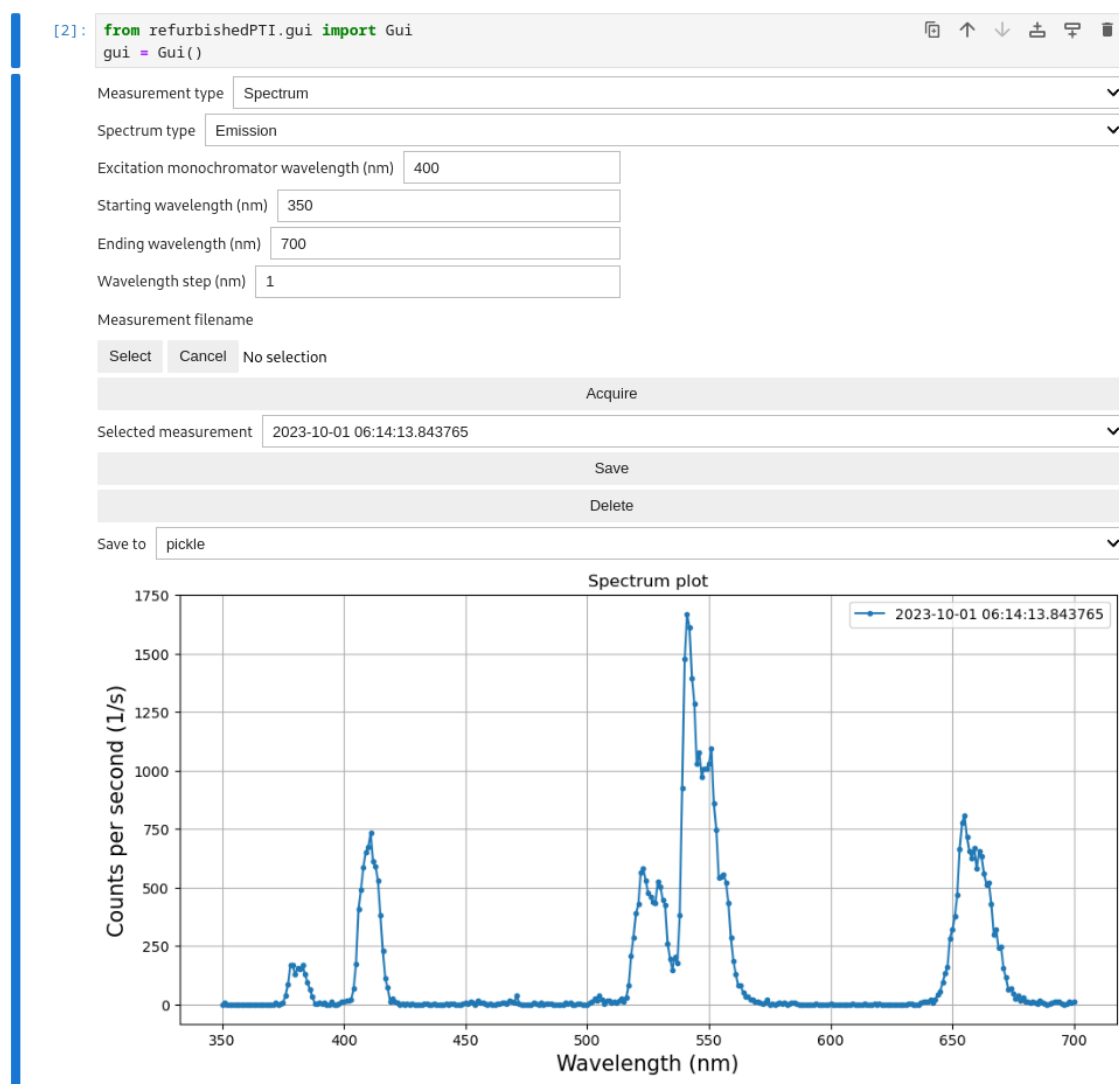 [2]: from refurbishedPTI.gui import Gui
gui = Gui()
Measurement type Spectrum
Spectrum type Emission
Excitation monochromator wavelength (nm) 400
Starting wavelength (nm) 350
Ending wavelength (nm) 700
Wavelength step (nm) 1
Measurement filename
Select Cancel No selection
Acquire
Selected measurement 2023-10-01 06:14:13.843765
Save
Delete
Save to pickle
Spectrum plot
2023-10-01 06:14:13.843765
Counts per second (1/s)
1750
1500
1250
1000
750
500
250
0
350 400 450 500 550 600 650 700
Wavelength (nm)